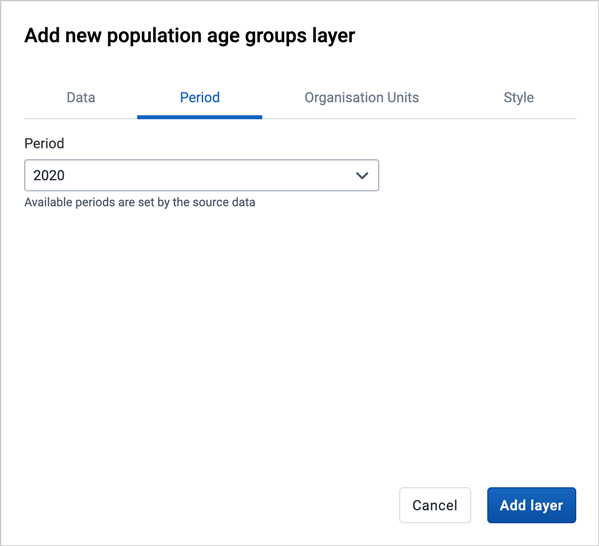 Add new population age groups layer
Data Period Organisation Units Style
Period
2020
Available periods are set by the source data
Cancel Add layer